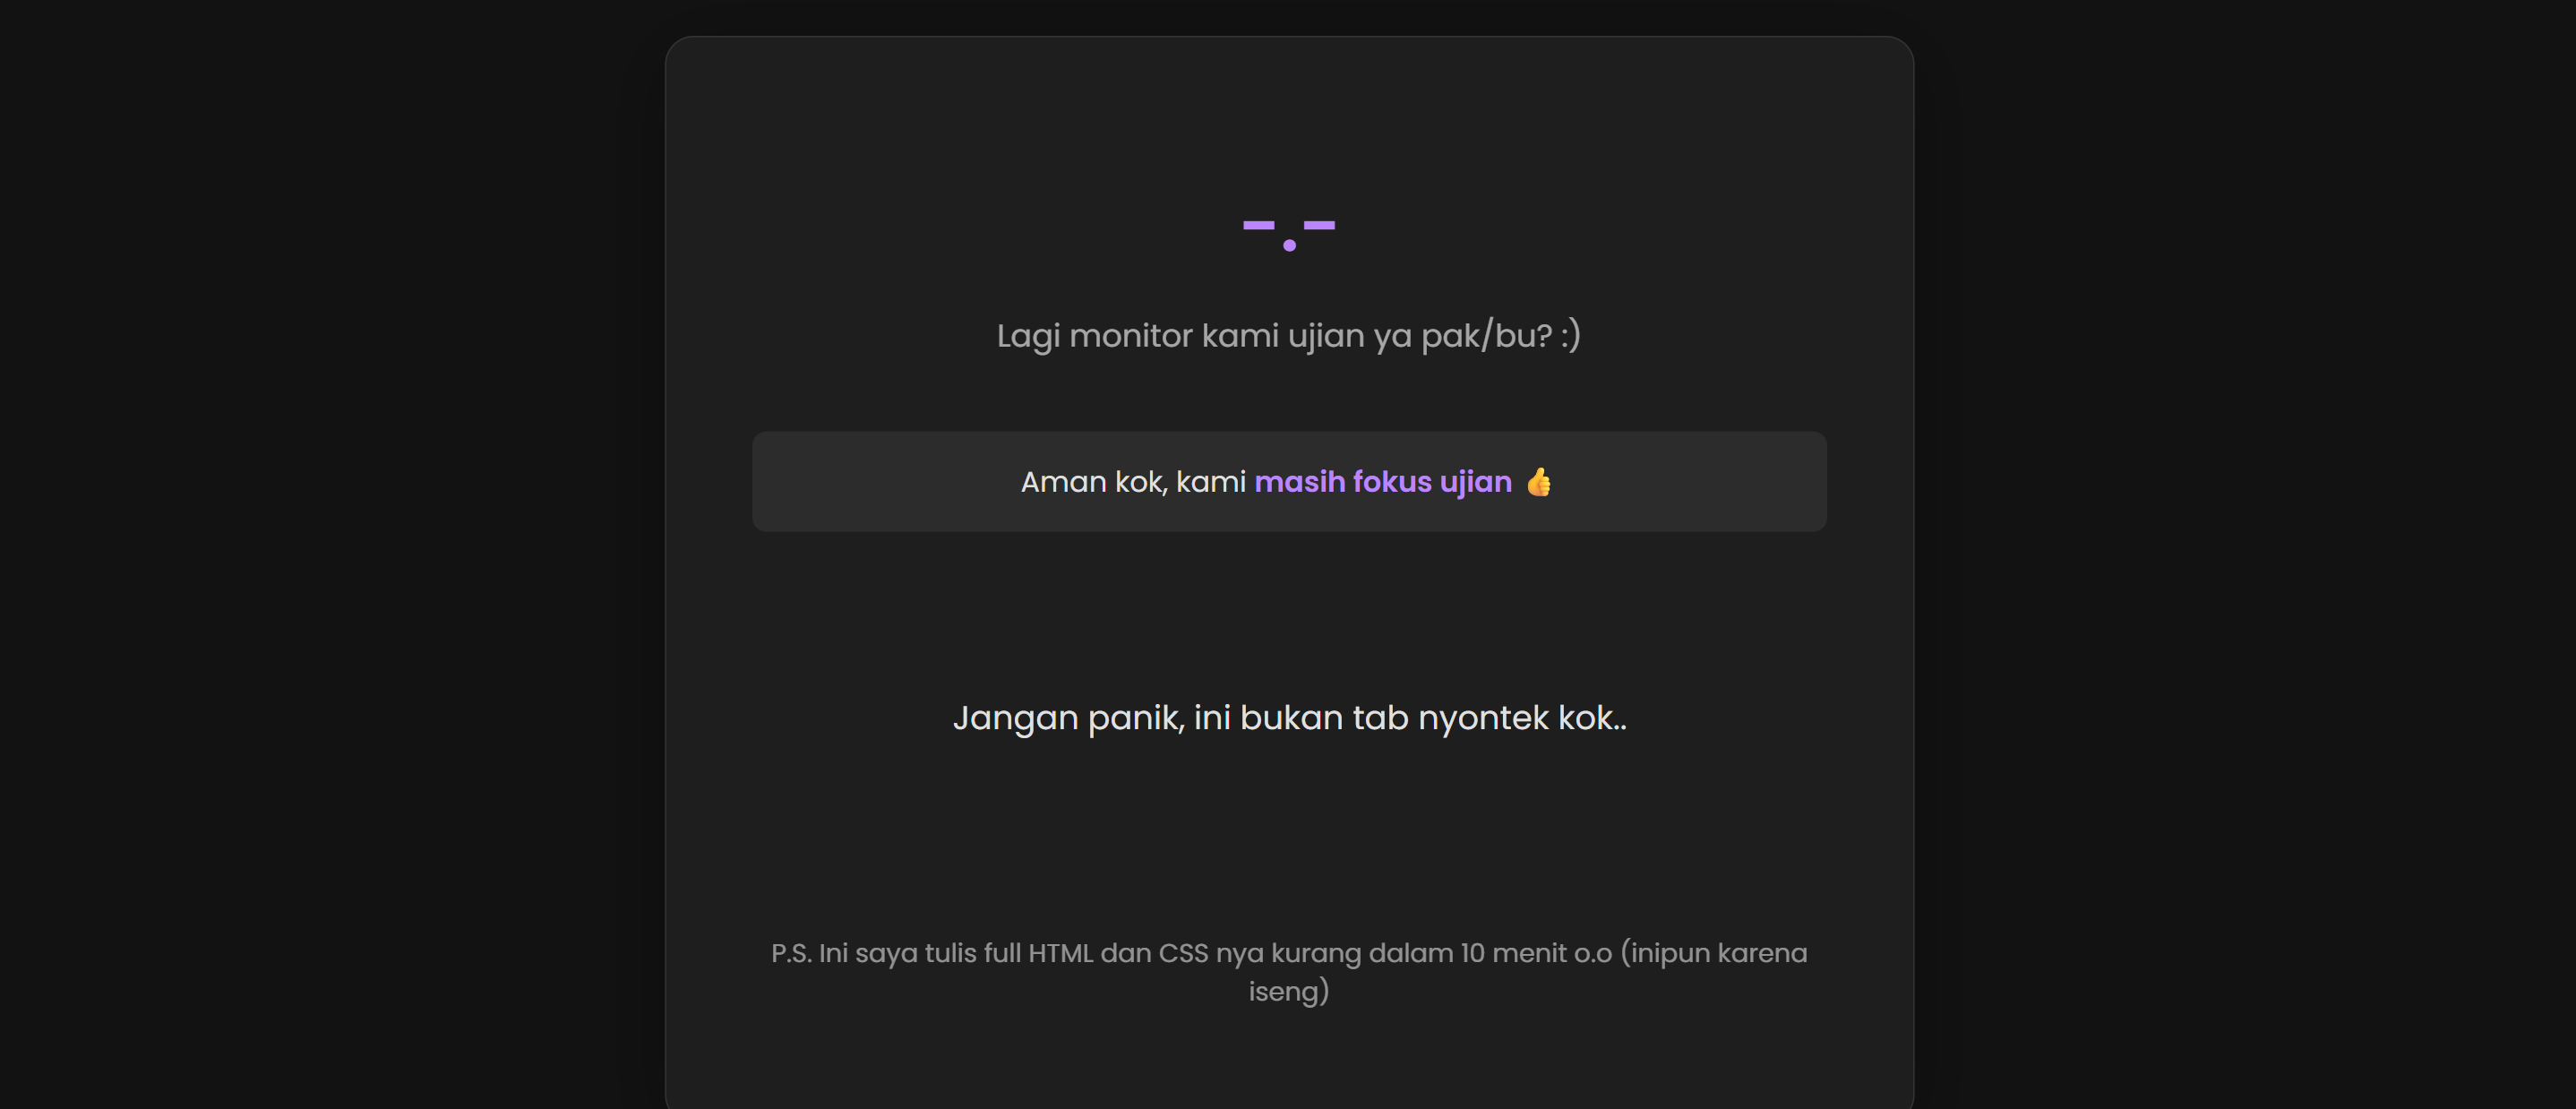 -.-
Lagi monitor kami ujian ya pak/bu? :)
Aman kok, kami masih fokus ujian 👍
Jangan panik, ini bukan tab nyontek kok..
P.S. Ini saya tulis full HTML dan CSS nya kurang dalam 10 menit o.o (inipun karena
iseng)